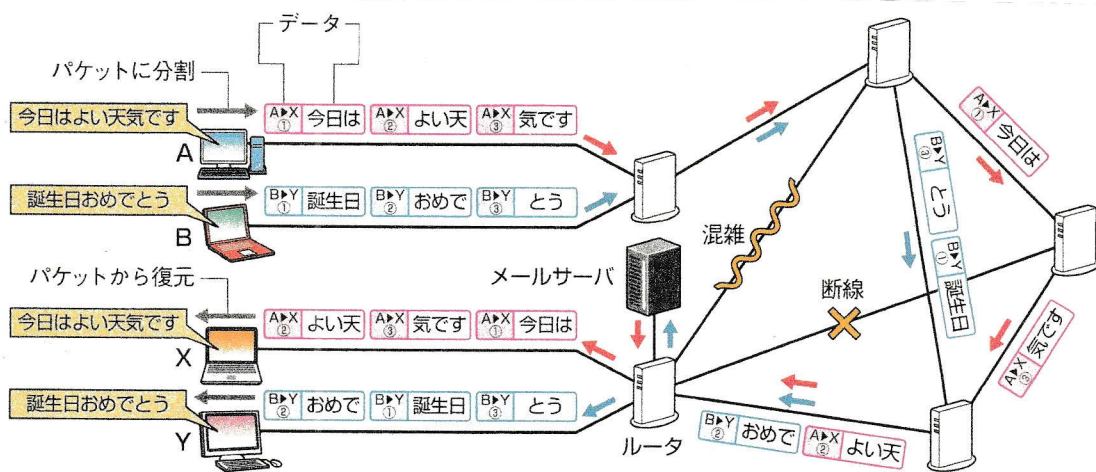 データ
パケットに分割
今日はよい天気です
A▶X ① 今日は A▶X ② よい天 A▶X ③ 気です
A
誕生日おめでとう
B▶Y ① 誕生日 B▶Y ② おめで B▶Y ③ とう
B
パケットから復元
今日はよい天気です
A▶X ② よい天 A▶X ③ 気です A▶X ① 今日は
X
誕生日おめでとう
B▶Y ② おめで B▶Y ① 誕生日 B▶Y ③ とう
Y
メールサーバ
ルータ
混雑
断線
A▶X ① 今日は
B▶Y ③ とう
B▶Y ① 誕生日
A▶X ③ 気です
B▶Y ② おめで A▶X ② よい天